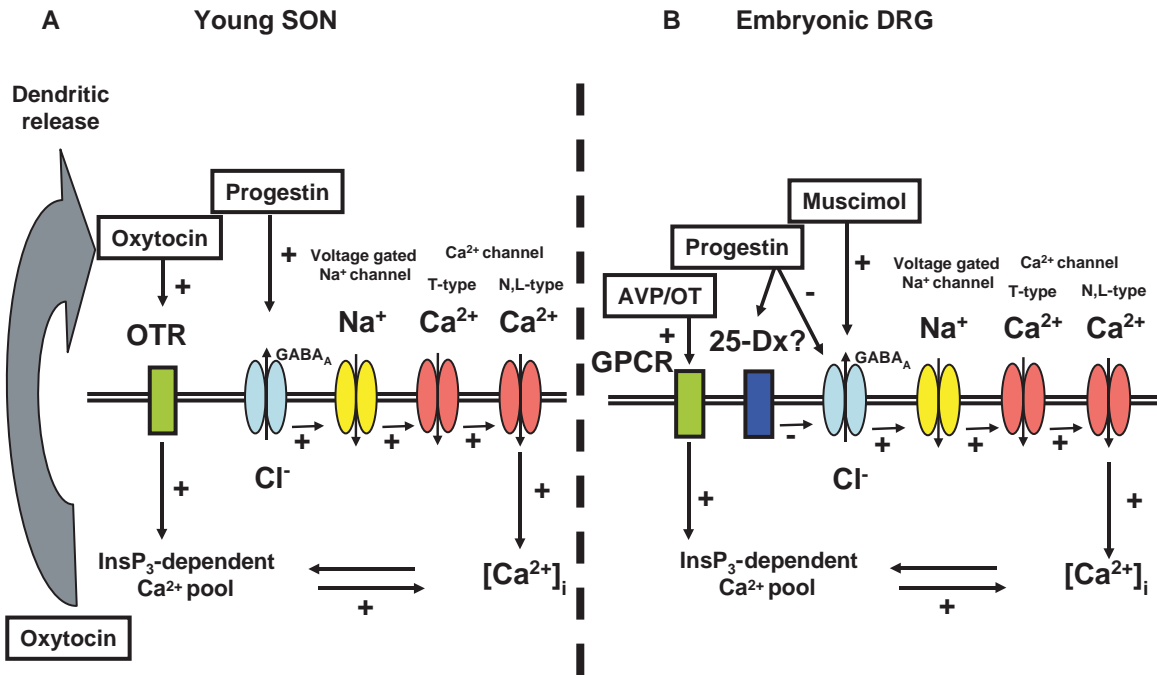 A Young SON
Dendritic
release
Progestin
Oxytocin
+
+
Voltage gated
Na⁺ channel
Ca²⁺ channel
T-type N,L-type
OTR
Na⁺ Ca²⁺ Ca²⁺
GABA_A
+ + +
Cl⁻
+
+
InsP₃-dependent
Ca²⁺ pool
[Ca²⁺]ᵢ
+
Oxytocin
B Embryonic DRG
Muscimol
Progestin
AVP/OT
+
-
+
Voltage gated
Na⁺ channel
Ca²⁺ channel
T-type N,L-type
GPCR
25-Dx?
Na⁺ Ca²⁺ Ca²⁺
GABA_A
- + + +
Cl⁻
+
+
InsP₃-dependent
Ca²⁺ pool
[Ca²⁺]ᵢ
+